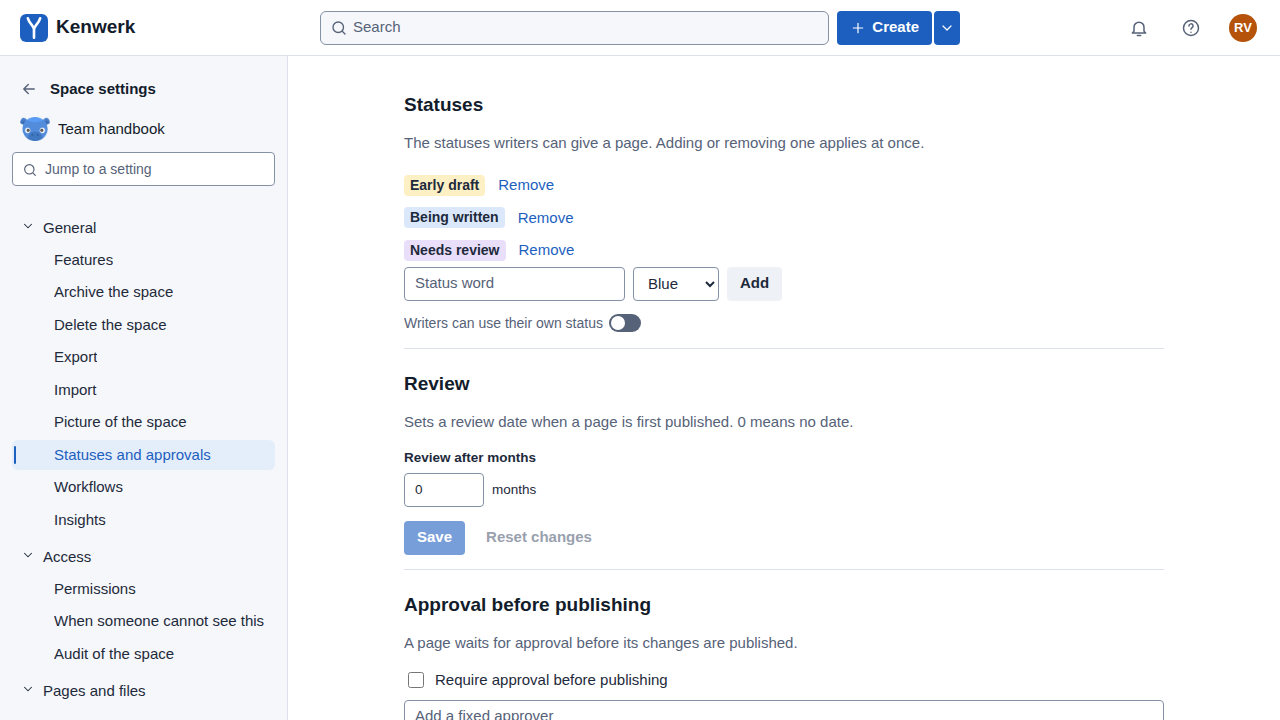 Kenwerk
Search
Create
RV
Space settings
Team handbook
Jump to a setting
General
Features
Archive the space
Delete the space
Export
Import
Picture of the space
Statuses and approvals
Workflows
Insights
Access
Permissions
When someone cannot see this
Audit of the space
Pages and files
Statuses
The statuses writers can give a page. Adding or removing one applies at once.
Early draft Remove
Being written Remove
Needs review Remove
Status word Blue Add
Writers can use their own status
Review
Sets a review date when a page is first published. 0 means no date.
Review after months
0 months
Save Reset changes
Approval before publishing
A page waits for approval before its changes are published.
Require approval before publishing
Add a fixed approver